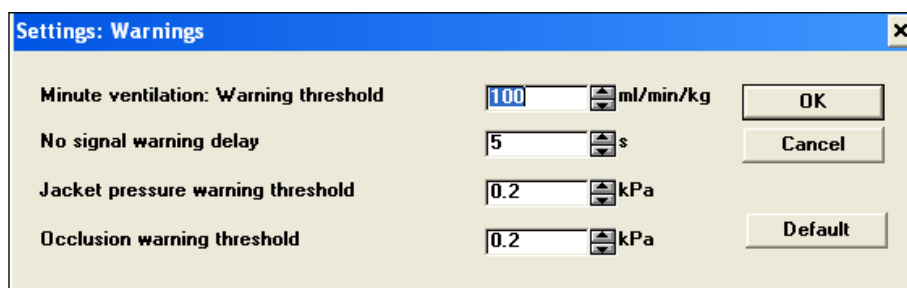 Settings: Warnings
Minute ventilation: Warning threshold 100 ml/min/kg OK
No signal warning delay 5 s Cancel
Jacket pressure warning threshold 0.2 kPa
Occlusion warning threshold 0.2 kPa Default